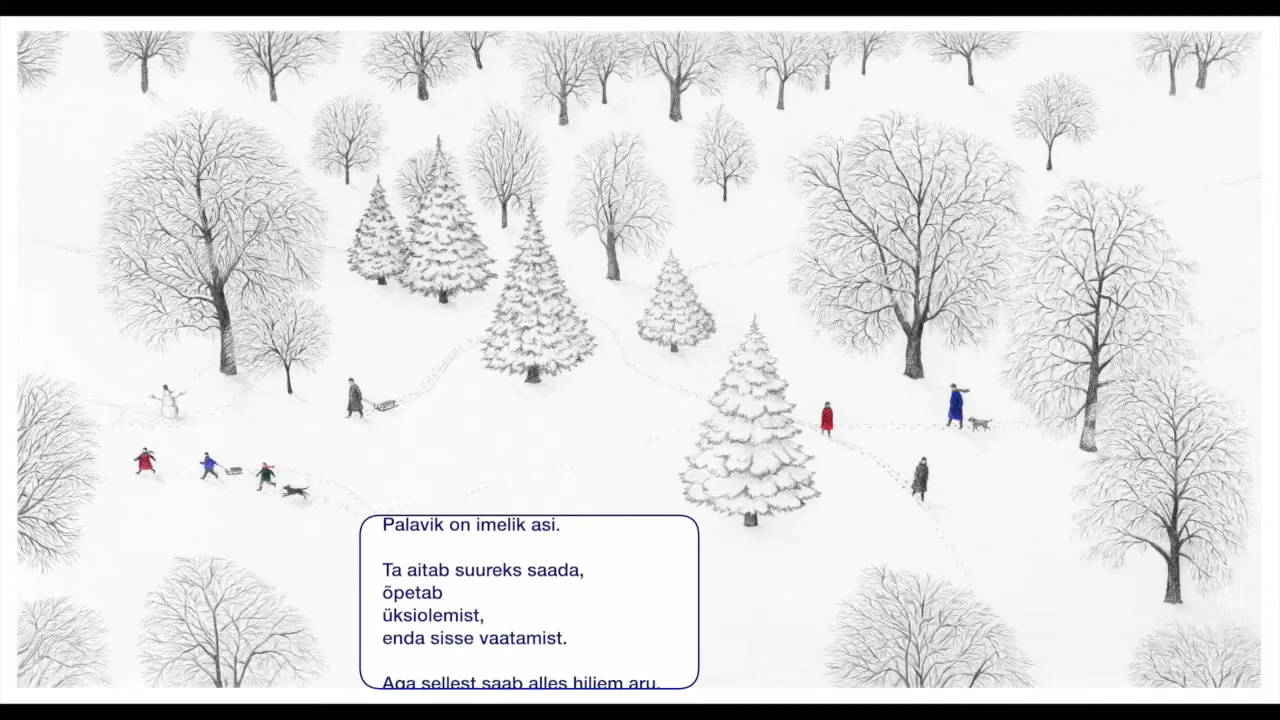 Palavik on imelik asi.
Ta aitab suureks saada,
õpetab
üksiolemist,
enda sisse vaatamist.
Aga sellest saab alles hiljem aru.